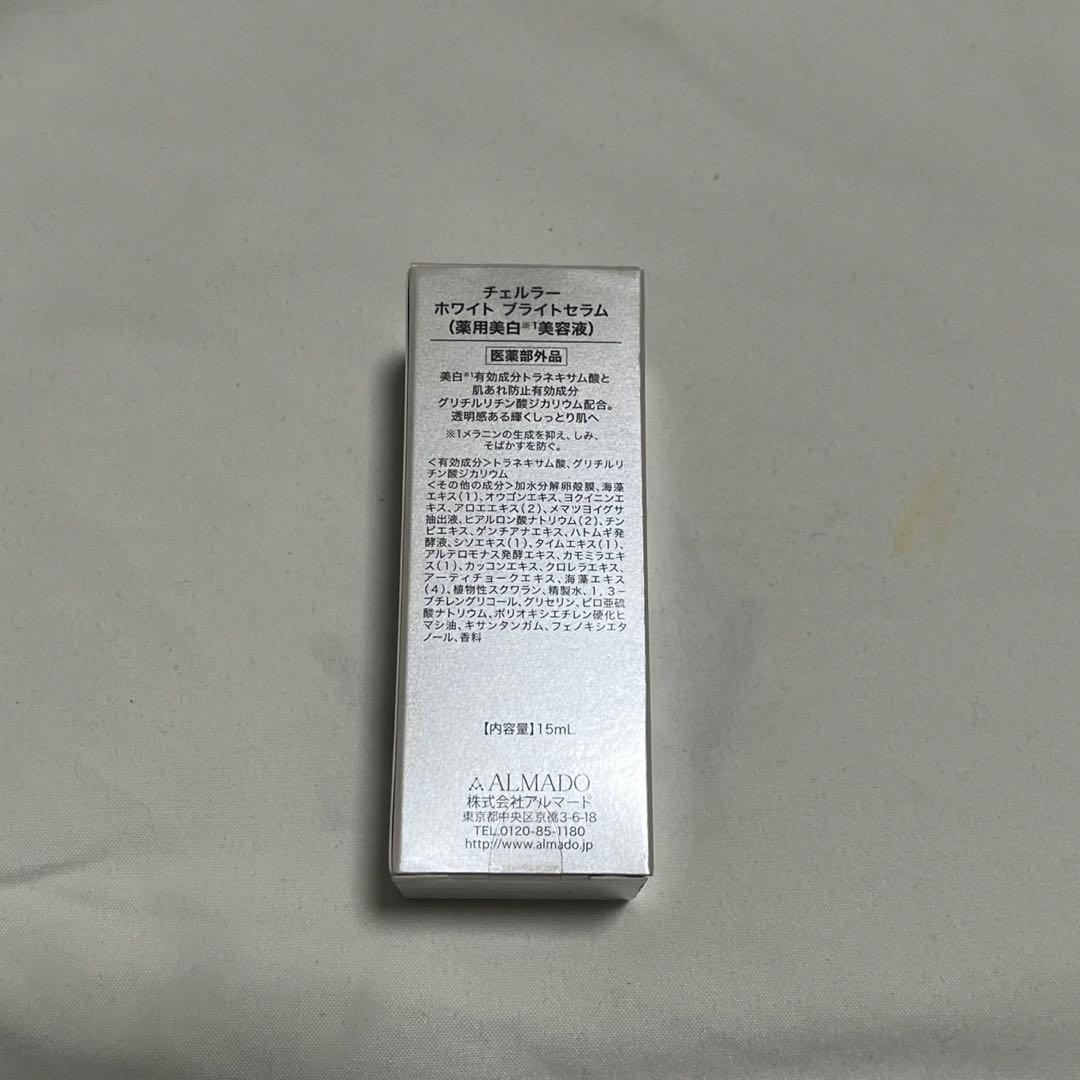 チェルラー
ホワイト ブライトセラム
(薬用美白※1美容液)
医薬部外品
美白※1有効成分トラネキサム酸と
肌あれ防止有効成分
グリチルリチン酸ジカリウム配合。
透明感ある輝くしっとり肌へ
※1メラニンの生成を抑え、しみ、
そばかすを防ぐ。
<有効成分>トラネキサム酸、グリチルリ
チン酸ジカリウム
<その他の成分>加水分解卵殻膜、海藻
エキス(1)、オウゴンエキス、ヨクイニンエ
キス、アロエエキス(2)、メマツヨイグサ
抽出液、ヒアルロン酸ナトリウム(2)、チン
ピエキス、ゲンチアナエキス、ハトムギ発
酵液、シソエキス(1)、タイムエキス(1)、
アルテロモナス発酵エキス、カモミラエキ
ス(1)、カッコンエキス、クロレラエキス、
アーティチョークエキス、海藻エキス
(4)、植物性スクワラン、精製水、1,3-
ブチレングリコール、グリセリン、ピロ亜硫
酸ナトリウム、ポリオキシエチレン硬化ヒ
マシ油、キサンタンガム、フェノキシエタ
ノール、香料
【内容量】15mL
ALMADO
株式会社アルマード
東京都中央区京橋3-6-18
TEL.0120-85-1180
http://www.almado.jp